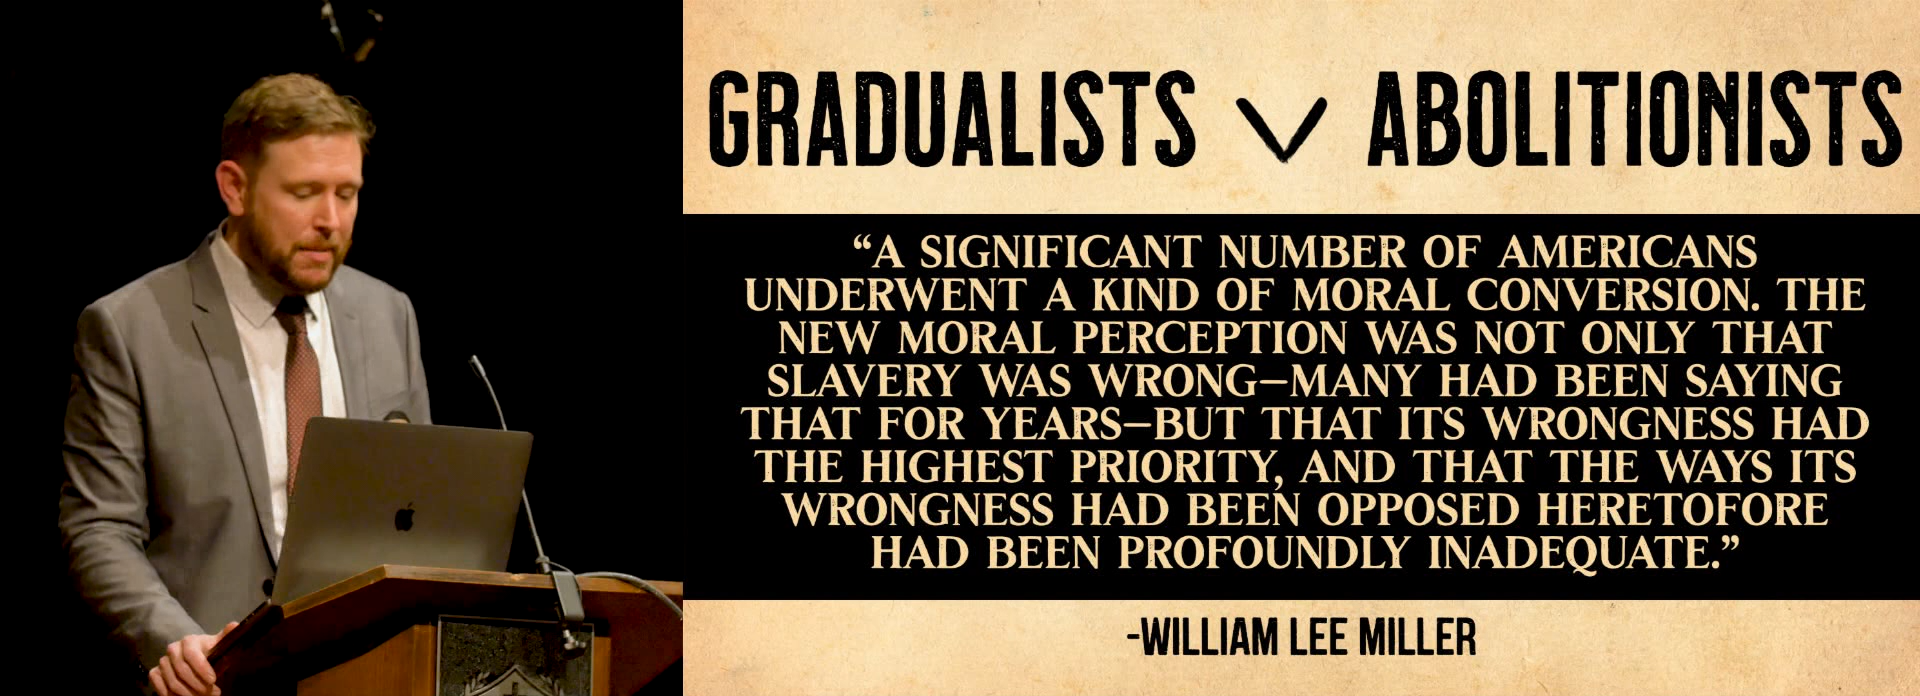 GRADUALISTS V ABOLITIONISTS
“A SIGNIFICANT NUMBER OF AMERICANS
UNDERWENT A KIND OF MORAL CONVERSION. THE
NEW MORAL PERCEPTION WAS NOT ONLY THAT
SLAVERY WAS WRONG—MANY HAD BEEN SAYING
THAT FOR YEARS—BUT THAT ITS WRONGNESS HAD
THE HIGHEST PRIORITY, AND THAT THE WAYS ITS
WRONGNESS HAD BEEN OPPOSED HERETOFORE
HAD BEEN PROFOUNDLY INADEQUATE.”
-WILLIAM LEE MILLER